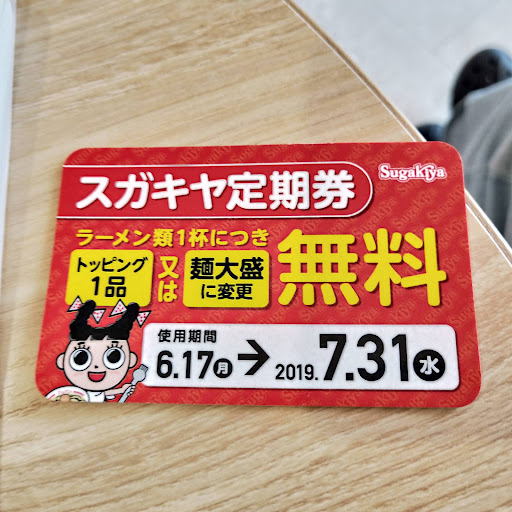 Sugakiya
スガキヤ定期券
ラーメン類1杯につき
トッピング
1品
又は
麺大盛
に変更
無料
使用期間
6.17月→2019.7.31水